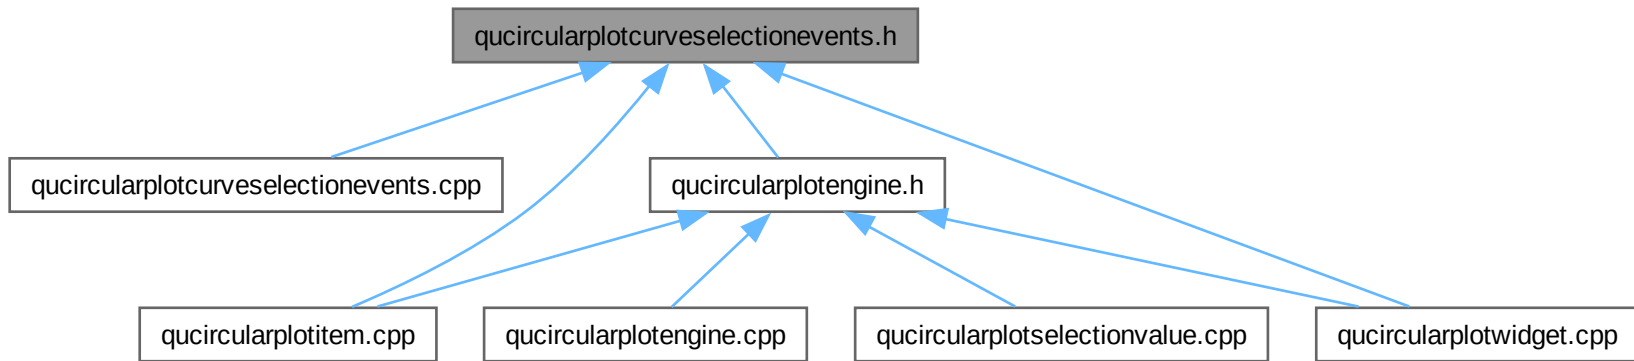 qucircularplotcurveselectionevents.h
qucircularplotcurveselectionevents.cpp
qucircularplotengine.h
qucircularplotitem.cpp
qucircularplotengine.cpp
qucircularplotselectionvalue.cpp
qucircularplotwidget.cpp